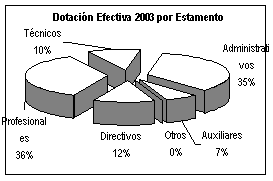 Dotación Efectiva 2003 por Estamento
Técnicos
10%
Administrati
vos
35%
Profesional
es
36%
Directivos
12%
Otros
0%
Auxiliares
7%